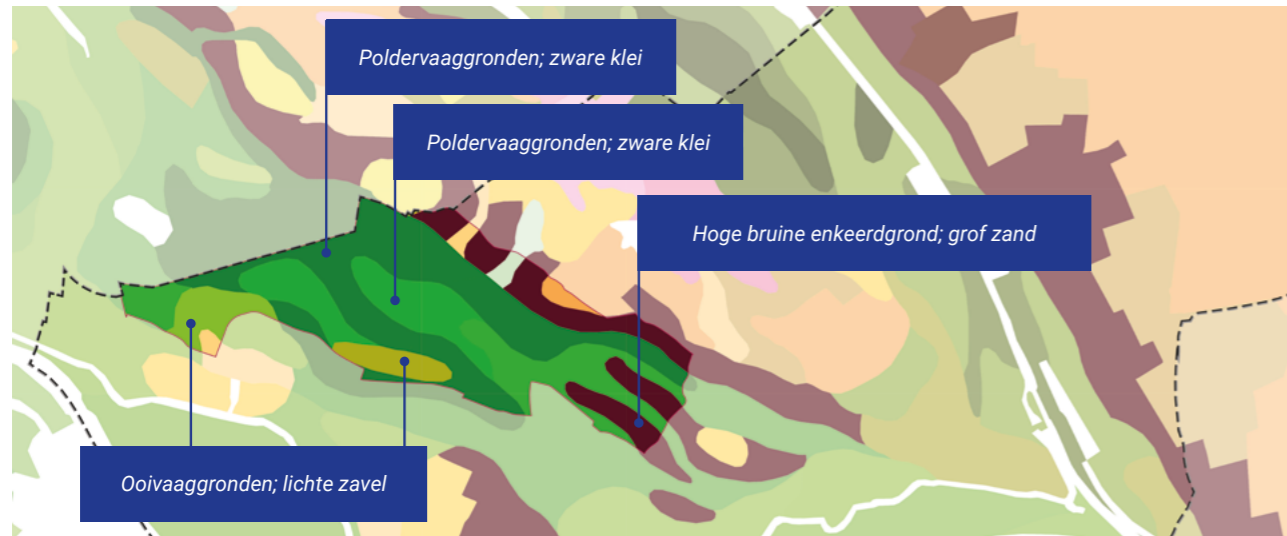 Poldervaaggronden; zware klei
Poldervaaggronden; zware klei
Hoge bruine enkeerdgrond; grof zand
Ooivaaggronden; lichte zavel